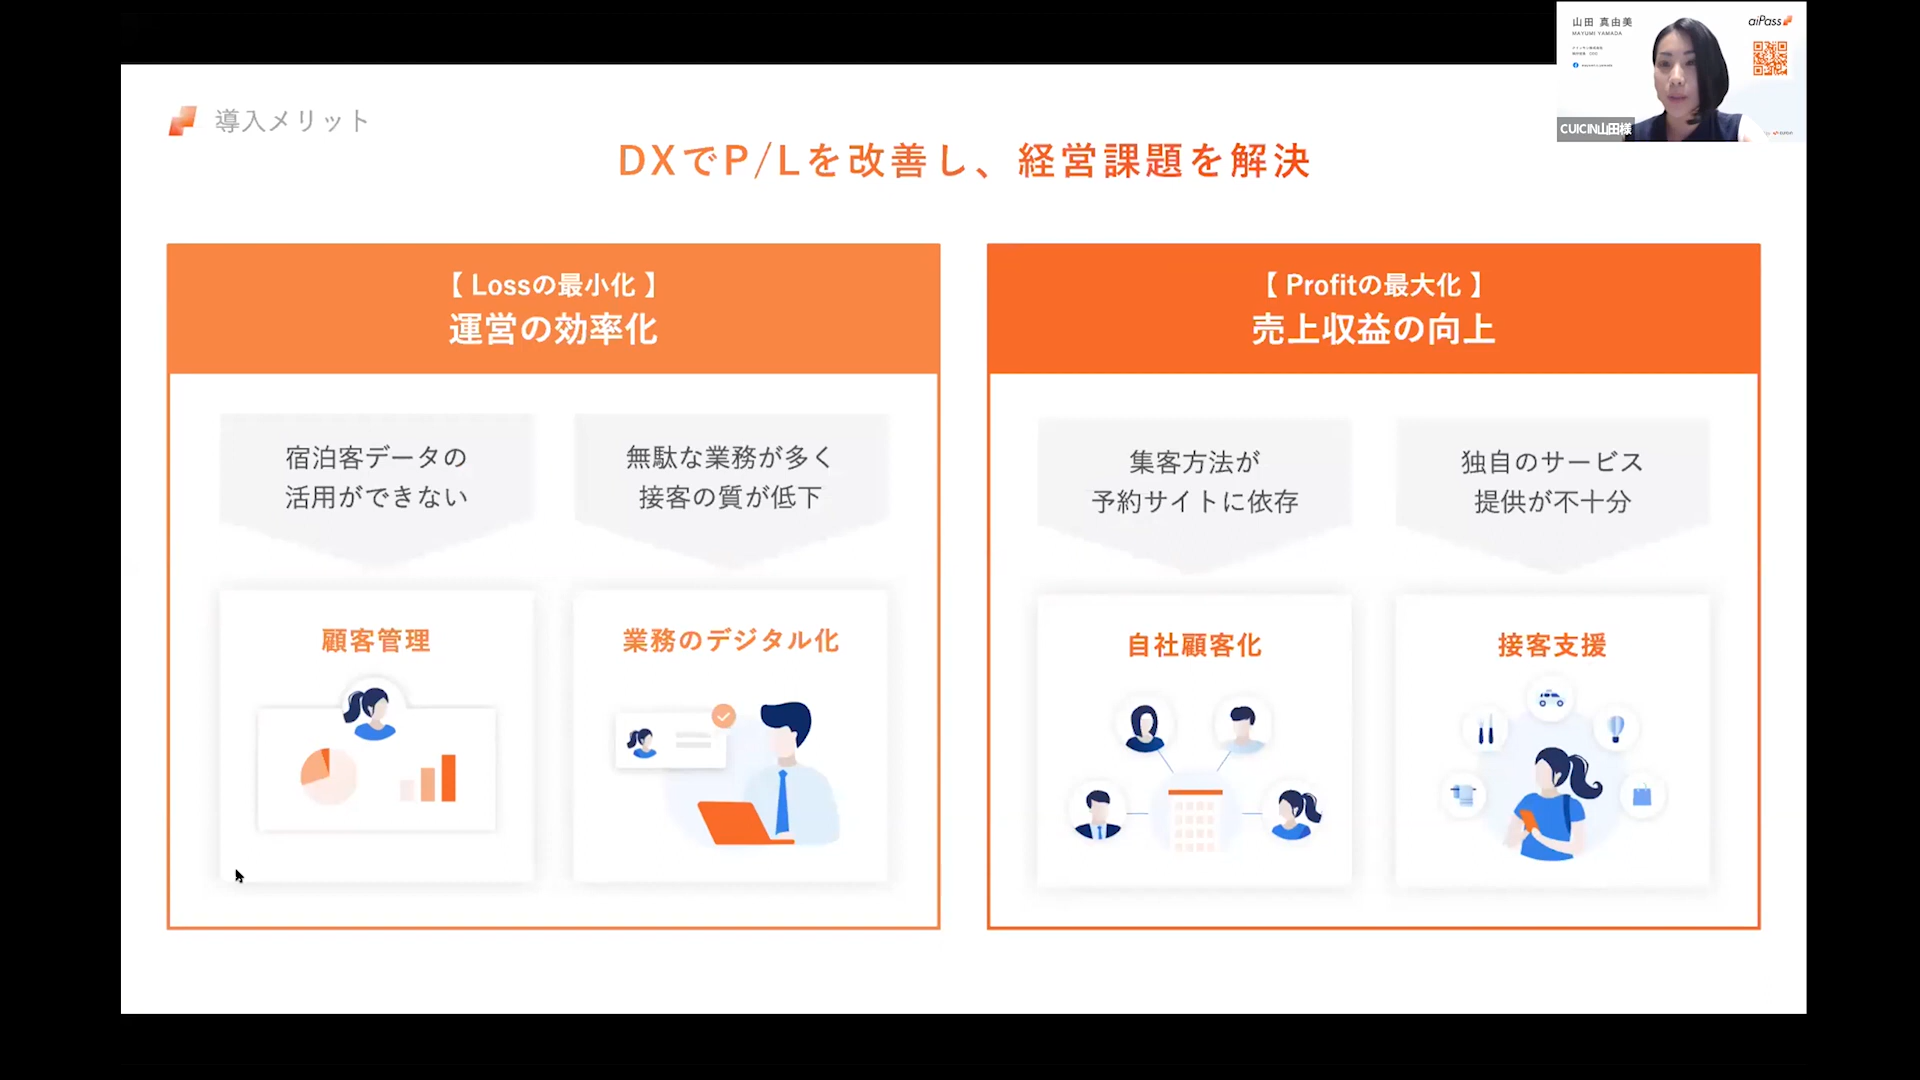 導入メリット
DXでP/Lを改善し、経営課題を解決
山田 真由美
MAYUMI YAMADA
aiPass
CUICIN山田様
【 Lossの最小化 】
運営の効率化
宿泊客データの
活用ができない
無駄な業務が多く
接客の質が低下
顧客管理
業務のデジタル化
【 Profitの最大化 】
売上収益の向上
集客方法が
予約サイトに依存
独自のサービス
提供が不十分
自社顧客化
接客支援